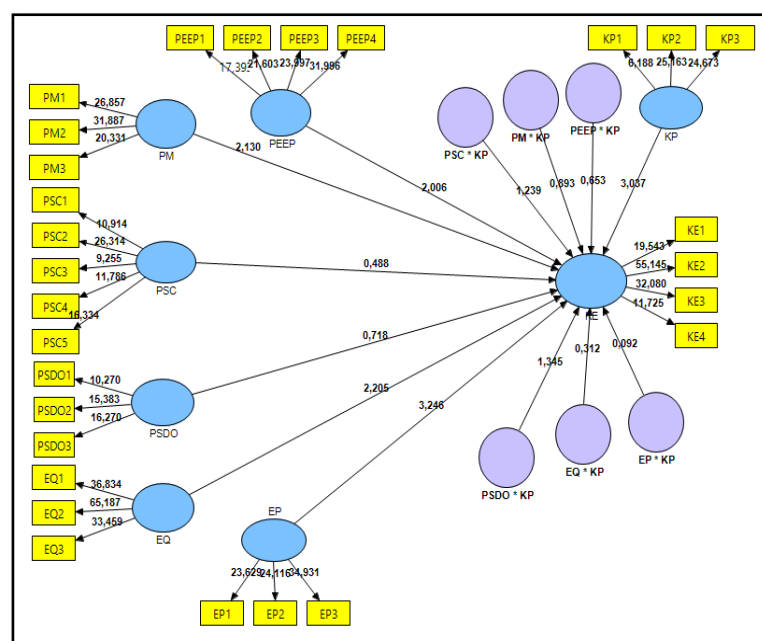 PEEP1
PEEP2
PEEP3
PEEP4
21,603
23,997
31,986
PEEP
KP1
KP2
KP3
6,188
25,163
24,673
KP
PM1
PM2
PM3
26,857
31,887
20,331
PM
2,130
2,006
PSC * KP
PM * KP
PEEP * KP
1,239
0,893
0,653
3,037
PSC1
PSC2
PSC3
PSC4
PSC5
10,914
26,314
9,255
11,786
16,334
PSC
0,488
KE1
KE2
KE3
KE4
19,543
55,145
32,080
11,725
KE
PSDO1
PSDO2
PSDO3
10,270
15,383
16,270
PSDO
0,718
2,205
3,246
1,345
0,312
0,092
PSDO * KP
EQ * KP
EP * KP
EQ1
EQ2
EQ3
36,834
65,187
33,459
EQ
EP
23,629
24,116
34,931
EP1
EP2
EP3